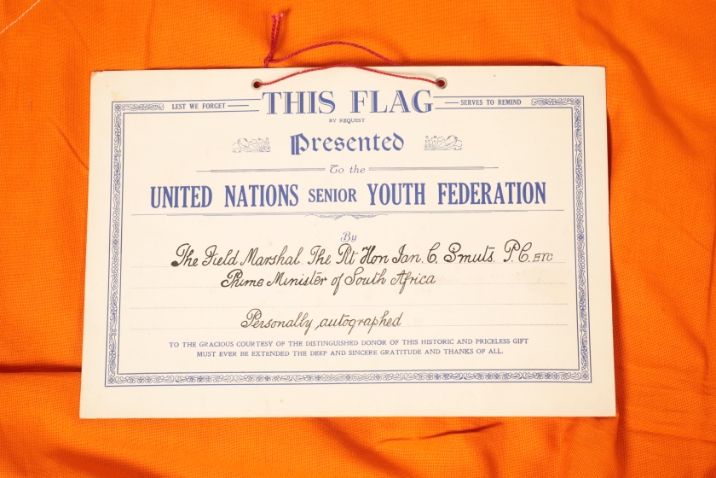 LEST WE FORGET THIS FLAG SERVES TO REMIND
BY REQUEST
Presented
To the
UNITED NATIONS SENIOR YOUTH FEDERATION
By
The Field Marshal The Rt Hon Jan. C. Smuts. P.C. ETC
Prime Minister of South Africa
Personally autographed
TO THE GRACIOUS COURTESY OF THE DISTINGUISHED DONOR OF THIS HISTORIC AND PRICELESS GIFT
MUST EVER BE EXTENDED THE DEEP AND SINCERE GRATITUDE AND THANKS OF ALL.